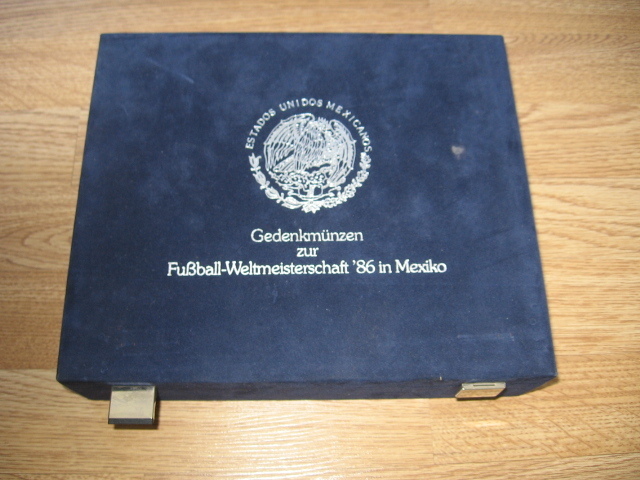 ESTADOS UNIDOS MEXICANOS
Gedenkmünzen
zur
Fußball-Weltmeisterschaft '86 in Mexiko